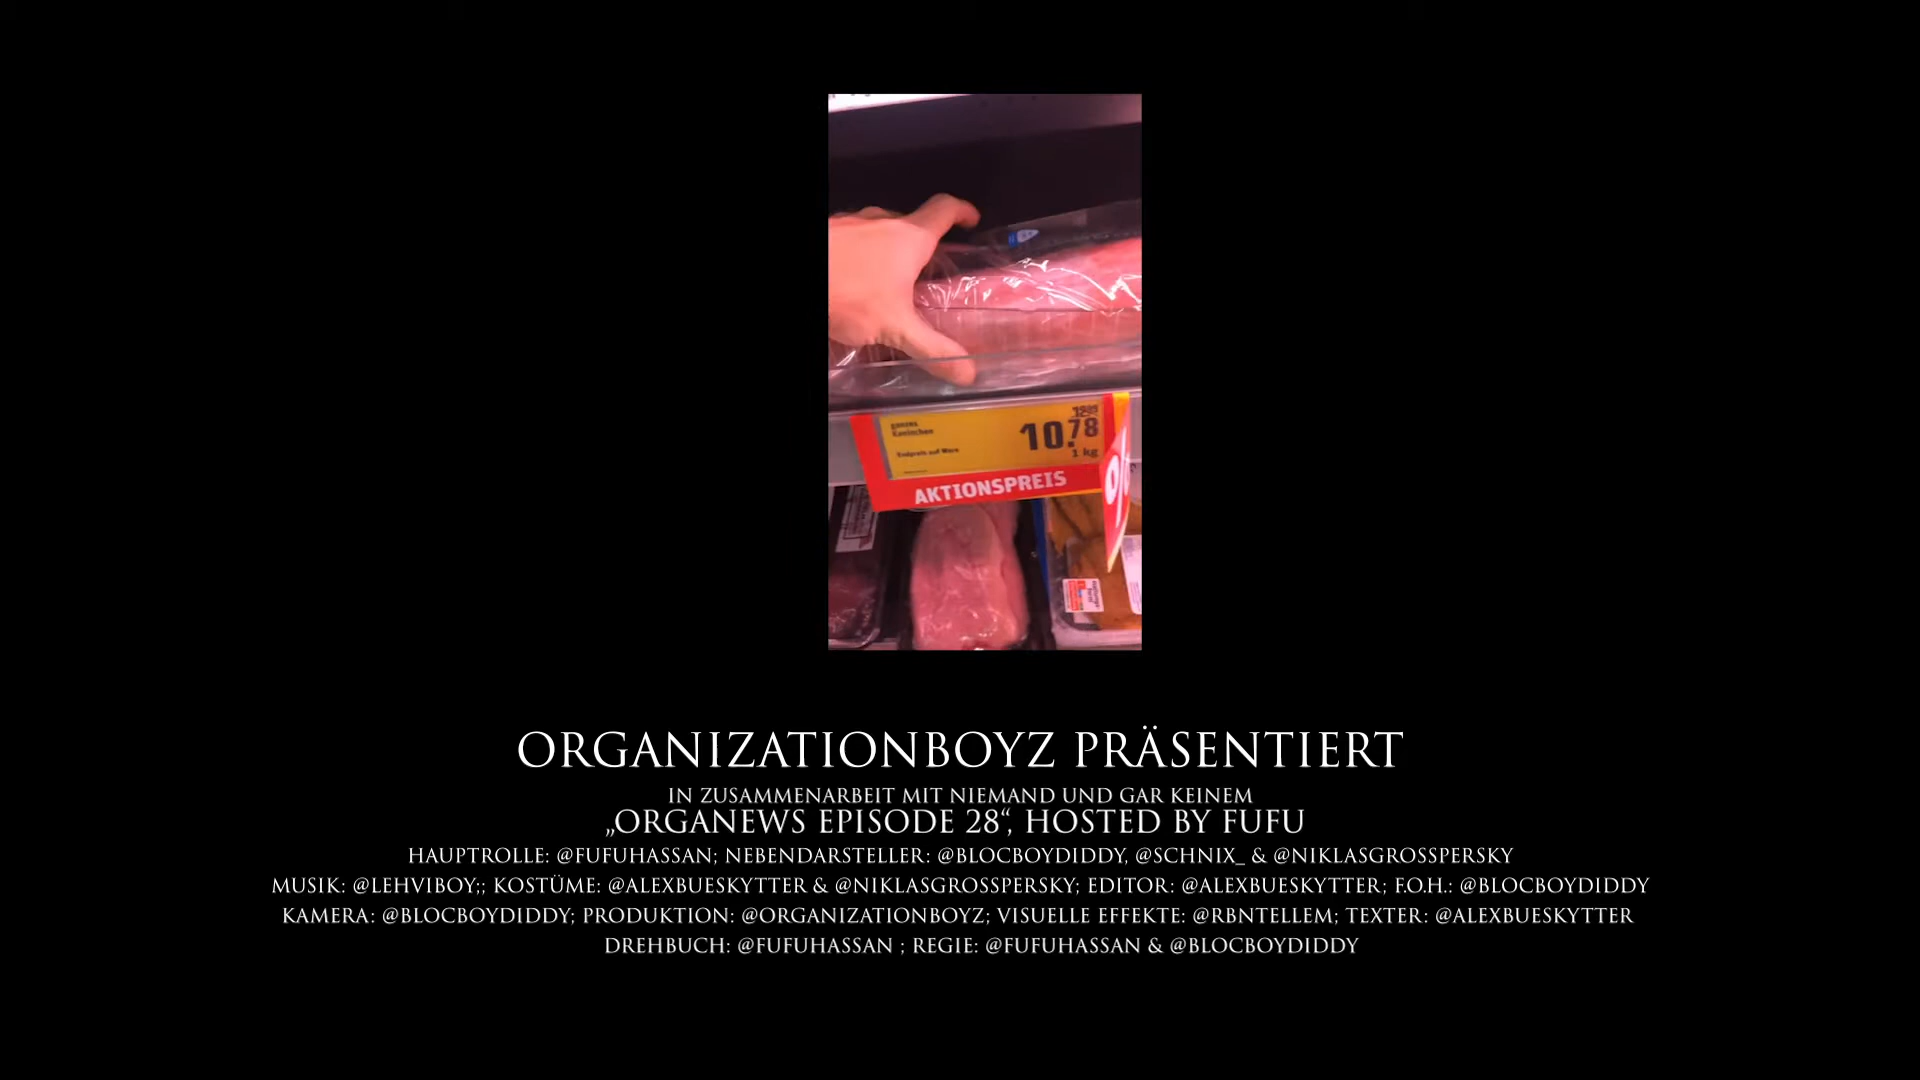 ganzes
Kaninchen
10.78
1 kg
AKTIONSPREIS
%
ORGANIZATIONBOYZ PRÄSENTIERT
IN ZUSAMMENARBEIT MIT NIEMAND UND GAR KEINEM
„ORGANEWS EPISODE 28“, HOSTED BY FUFU
HAUPTROLLE: @FUFUHASSAN; NEBENDARSTELLER: @BLOCBOYDIDDY, @SCHNIX_ & @NIKLASGROSSPERSKY
MUSIK: @LEHVIBOY;; KOSTÜME: @ALEXBUESKYTTER & @NIKLASGROSSPERSKY; EDITOR: @ALEXBUESKYTTER; F.O.H.: @BLOCBOYDIDDY
KAMERA: @BLOCBOYDIDDY; PRODUKTION: @ORGANIZATIONBOYZ; VISUELLE EFFEKTE: @RBNTELLEM; TEXTER: @ALEXBUESKYTTER
DREHBUCH: @FUFUHASSAN ; REGIE: @FUFUHASSAN & @BLOCBOYDIDDY